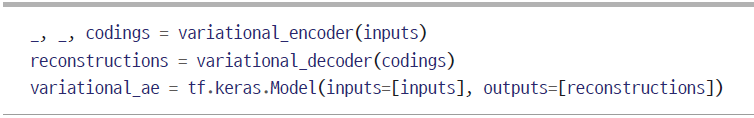 _, _, codings = variational_encoder(inputs)
reconstructions = variational_decoder(codings)
variational_ae = tf.keras.Model(inputs=[inputs], outputs=[reconstructions])